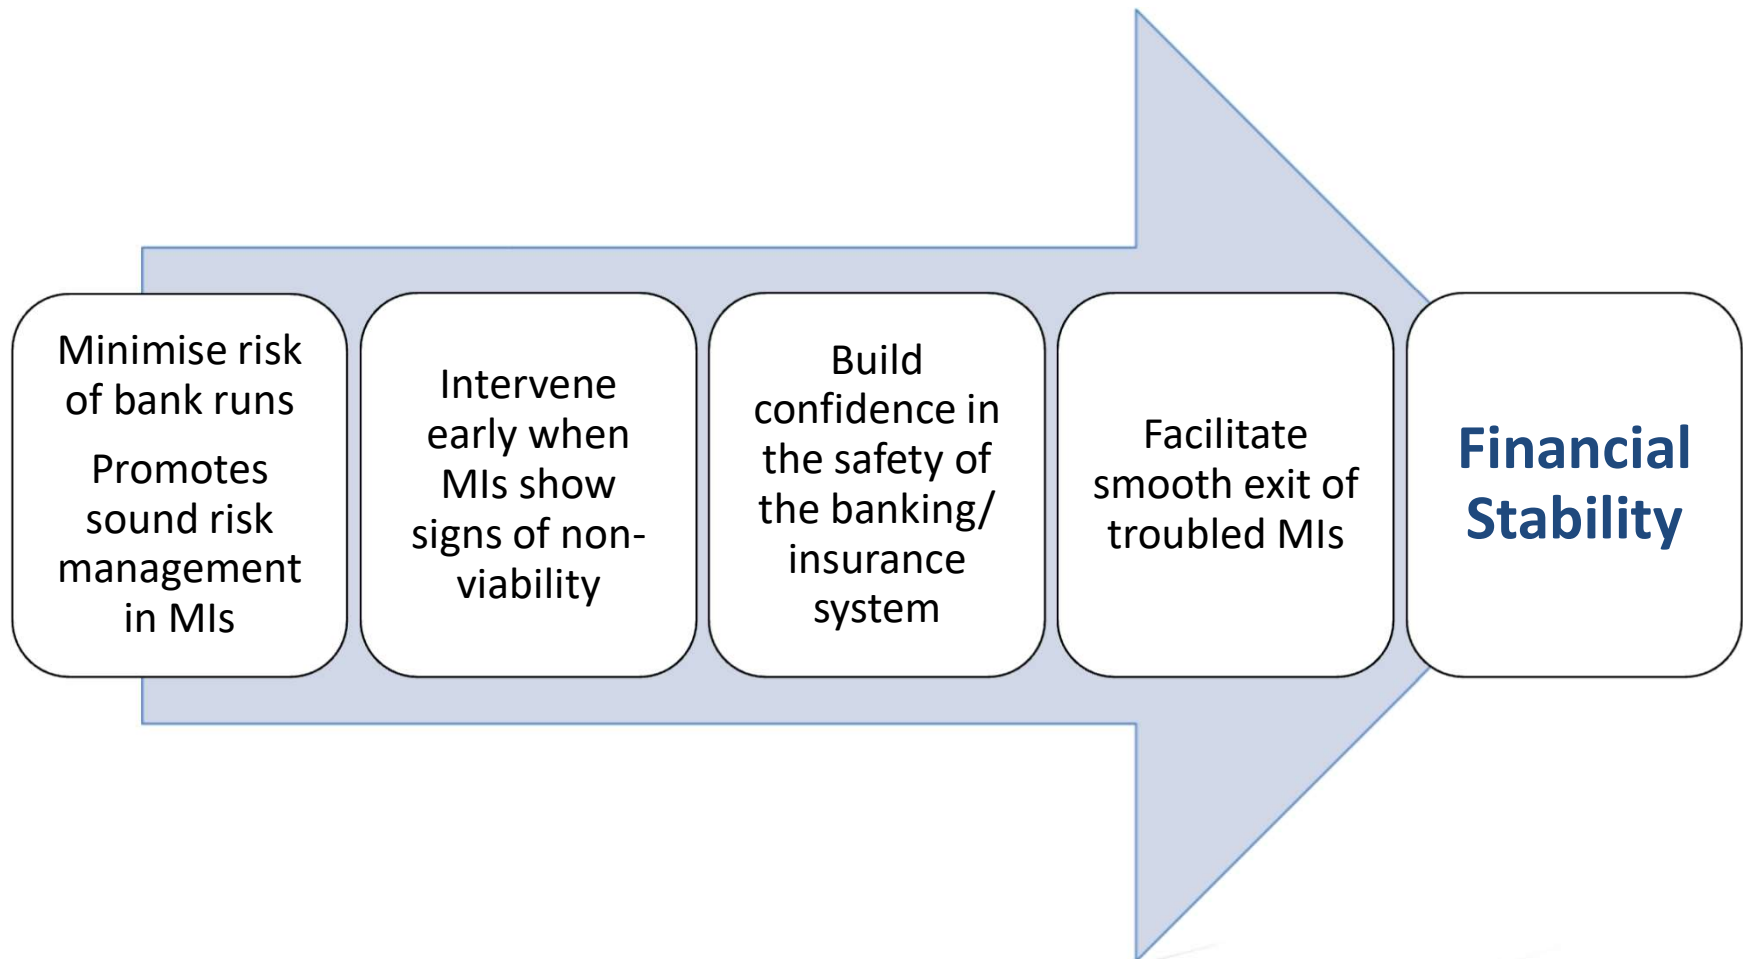 Minimise risk
of bank runs
Promotes
sound risk
management
in MIs
Intervene
early when
MIs show
signs of non-
viability
Build
confidence in
the safety of
the banking/
insurance
system
Facilitate
smooth exit of
troubled MIs
Financial
Stability